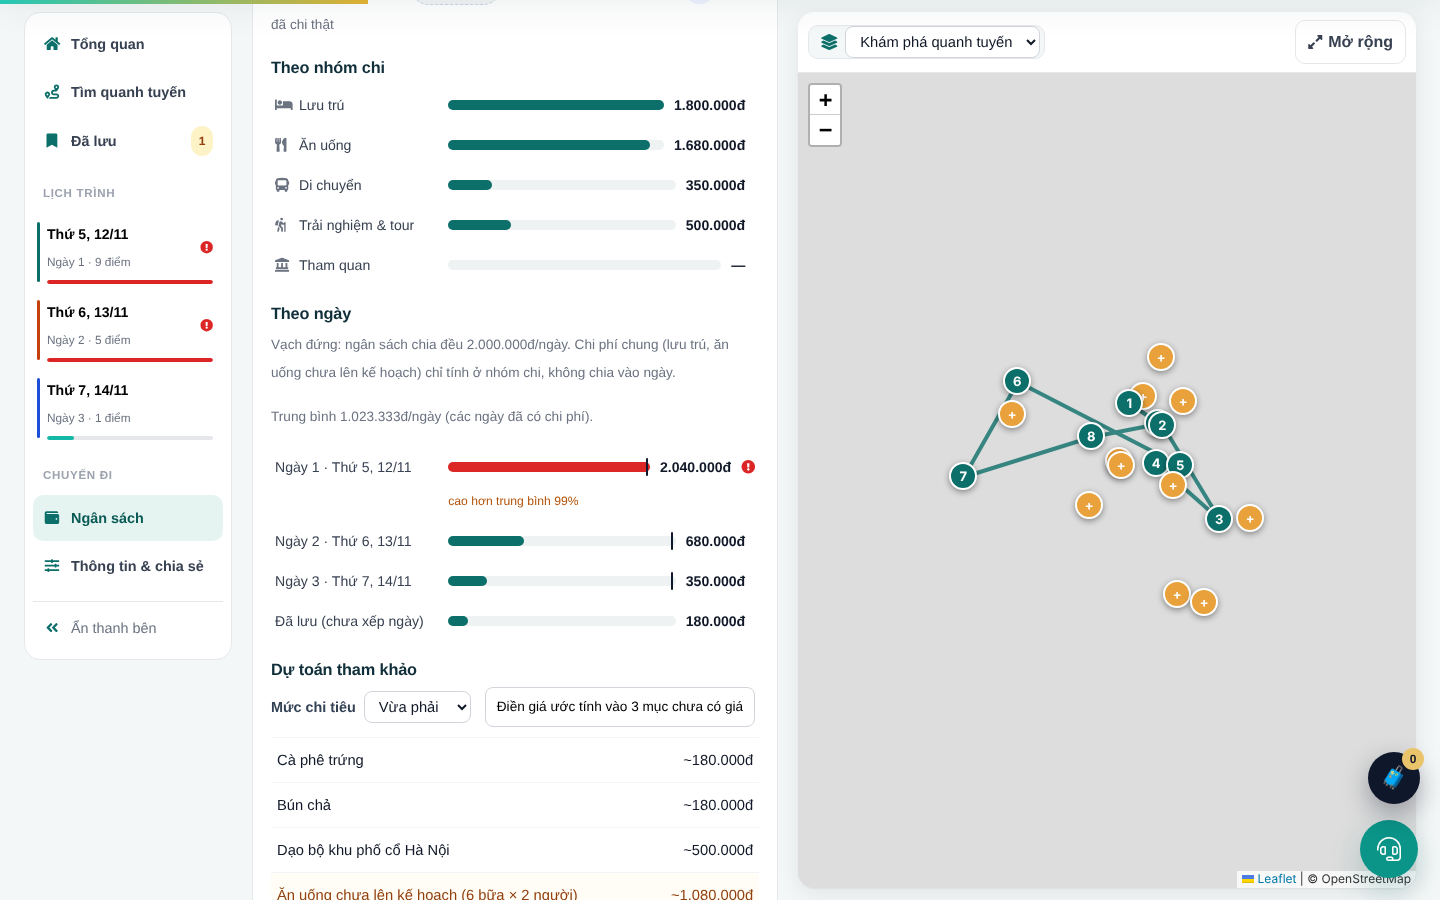 Tổng quan
Tìm quanh tuyến
Đã lưu
1
LỊCH TRÌNH
Thứ 5, 12/11
Ngày 1 · 9 điểm
Thứ 6, 13/11
Ngày 2 · 5 điểm
Thứ 7, 14/11
Ngày 3 · 1 điểm
CHUYẾN ĐI
Ngân sách
Thông tin & chia sẻ
Ẩn thanh bên
đã chi thật
Theo nhóm chi
Lưu trú 1.800.000đ
Ăn uống 1.680.000đ
Di chuyển 350.000đ
Trải nghiệm & tour 500.000đ
Tham quan —
Theo ngày
Vạch đứng: ngân sách chia đều 2.000.000đ/ngày. Chi phí chung (lưu trú, ăn
uống chưa lên kế hoạch) chỉ tính ở nhóm chi, không chia vào ngày.
Trung bình 1.023.333đ/ngày (các ngày đã có chi phí).
Ngày 1 · Thứ 5, 12/11 2.040.000đ
cao hơn trung bình 99%
Ngày 2 · Thứ 6, 13/11 680.000đ
Ngày 3 · Thứ 7, 14/11 350.000đ
Đã lưu (chưa xếp ngày) 180.000đ
Dự toán tham khảo
Mức chi tiêu Vừa phải Điền giá ước tính vào 3 mục chưa có giá
Cà phê trứng ~180.000đ
Bún chả ~180.000đ
Dạo bộ khu phố cổ Hà Nội ~500.000đ
Ăn uống chưa lên kế hoạch (6 bữa × 2 người) ~1.080.000đ
Khám phá quanh tuyến
Mở rộng
+
−
+
6
+
1
+
+
2
8
+
4
5
7
+
+
3
+
+
+
0
Leaflet | © OpenStreetMap